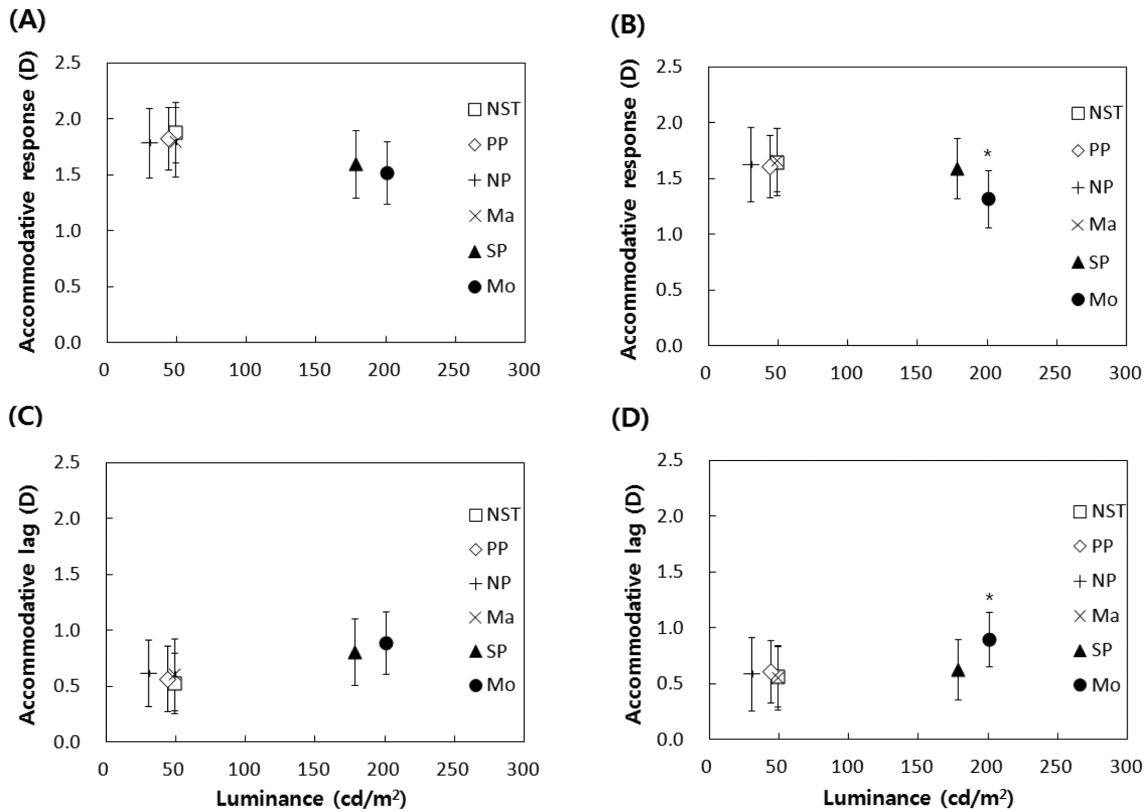 (A)
Accommodative response (D)
2.5
2.0
1.5
1.0
0.5
0.0
0
50
100
150
200
250
300
NST
PP
NP
Ma
SP
Mo
(B)
Accommodative response (D)
2.5
2.0
1.5
1.0
0.5
0.0
0
50
100
150
200
250
300
*
NST
PP
NP
Ma
SP
Mo
(C)
Accommodative lag (D)
2.5
2.0
1.5
1.0
0.5
0.0
0
50
100
150
200
250
300
Luminance (cd/m²)
NST
PP
NP
Ma
SP
Mo
(D)
Accommodative lag (D)
2.5
2.0
1.5
1.0
0.5
0.0
0
50
100
150
200
250
300
Luminance (cd/m²)
*
NST
PP
NP
Ma
SP
Mo